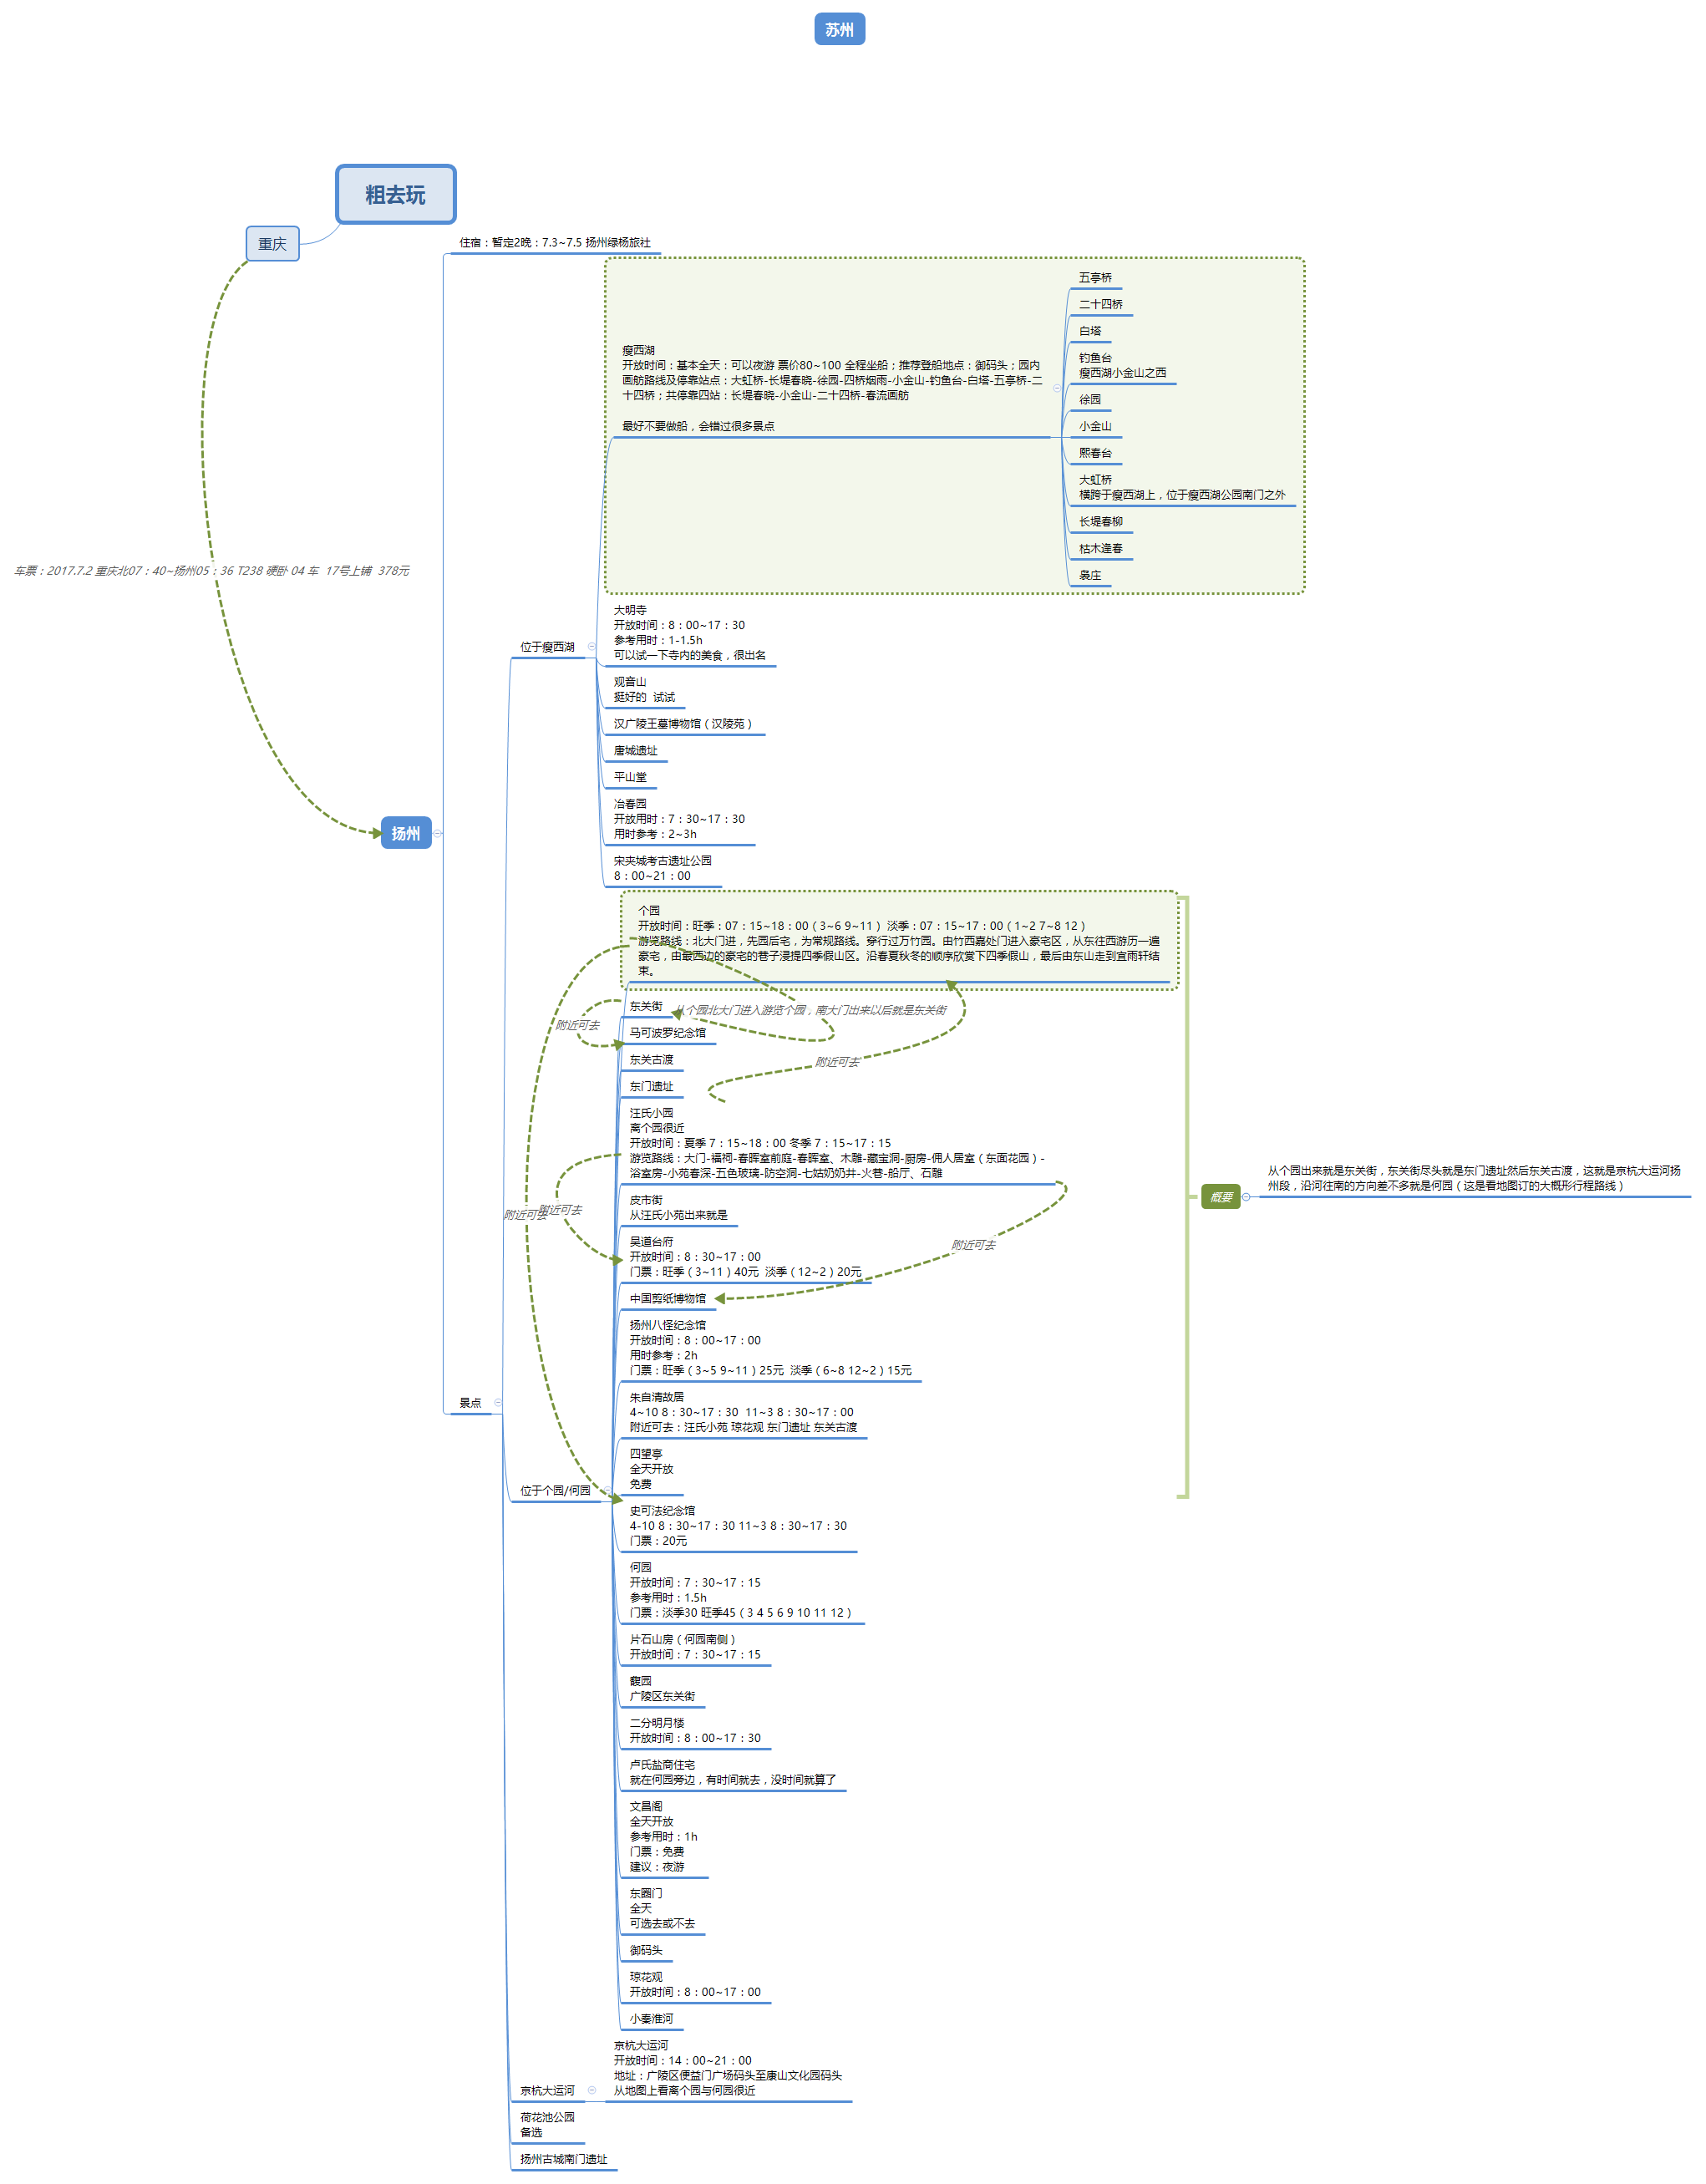 苏州
粗去玩
重庆
车票：2017.7.2 重庆北07：40~扬州05：36 T238 硬卧 04 车  17号上铺  378元
扬州
住宿：暂定2晚：7.3~7.5 扬州绿杨旅社
景点
位于瘦西湖
瘦西湖
开放时间：基本全天：可以夜游 票价80~100 全程坐船；推荐登船地点：御码头；园内
画舫路线及停靠站点：大虹桥-长堤春晓-徐园-四桥烟雨-小金山-钓鱼台-白塔-五亭桥-二
十四桥；共停靠四站：长堤春晓-小金山-二十四桥-春流画舫
最好不要做船，会错过很多景点
五亭桥
二十四桥
白塔
钓鱼台
瘦西湖小金山之西
徐园
小金山
熙春台
大虹桥
横跨于瘦西湖上，位于瘦西湖公园南门之外
长堤春柳
枯木逢春
袅庄
大明寺
开放时间：8：00~17：30
参考用时：1-1.5h
可以试一下寺内的美食，很出名
观音山
挺好的  试试
汉广陵王墓博物馆（汉陵苑）
唐城遗址
平山堂
冶春园
开放用时：7：30~17：30
用时参考：2~3h
宋夹城考古遗址公园
8：00~21：00
位于个园/何园
个园
开放时间：旺季：07：15~18：00（3~6 9~11） 淡季：07：15~17：00（1~2 7~8 12）
游览路线：北大门进，先园后宅，为常规路线。穿行过万竹园。由竹西嘉处门进入豪宅区，从东往西游历一遍
豪宅，由最西边的豪宅的巷子浸提四季假山区。沿春夏秋冬的顺序欣赏下四季假山，最后由东山走到宜雨轩结
束。
东关街
从个园北大门进入游览个园，南大门出来以后就是东关街
附近可去
马可波罗纪念馆
附近可去
东关古渡
东门遗址
汪氏小园
离个园很近
开放时间：夏季 7：15~18：00 冬季 7：15~17：15
游览路线：大门-福祠-春晖室前庭-春晖室、木雕-藏宝洞-厨房-佣人居室（东面花园）-
浴室房-小苑春深-五色玻璃-防空洞-七姑奶奶井-火巷-船厅、石雕
皮市街
从汪氏小苑出来就是
附近可去
附近可去
吴道台府
开放时间：8：30~17：00
门票：旺季（3~11）40元  淡季（12~2）20元
附近可去
中国剪纸博物馆
扬州八怪纪念馆
开放时间：8：00~17：00
用时参考：2h
门票：旺季（3~5 9~11）25元  淡季（6~8 12~2）15元
朱自清故居
4~10 8：30~17：30  11~3 8：30~17：00
附近可去：汪氏小苑 琼花观 东门遗址 东关古渡
四望亭
全天开放
免费
史可法纪念馆
4-10 8：30~17：30 11~3 8：30~17：30
门票：20元
何园
开放时间：7：30~17：15
参考用时：1.5h
门票：淡季30 旺季45（3 4 5 6 9 10 11 12）
片石山房（何园南侧）
开放时间：7：30~17：15
馥园
广陵区东关街
二分明月楼
开放时间：8：00~17：30
卢氏盐商住宅
就在何园旁边，有时间就去，没时间就算了
文昌阁
全天开放
参考用时：1h
门票：免费
建议：夜游
东圈门
全天
可选去或不去
御码头
琼花观
开放时间：8：00~17：00
小秦淮河
概要
从个园出来就是东关街，东关街尽头就是东门遗址然后东关古渡，这就是京杭大运河扬
州段，沿河往南的方向差不多就是何园（这是看地图订的大概形行程路线）
京杭大运河
京杭大运河
开放时间：14：00~21：00
地址：广陵区便益门广场码头至康山文化园码头
从地图上看离个园与何园很近
荷花池公园
备选
扬州古城南门遗址